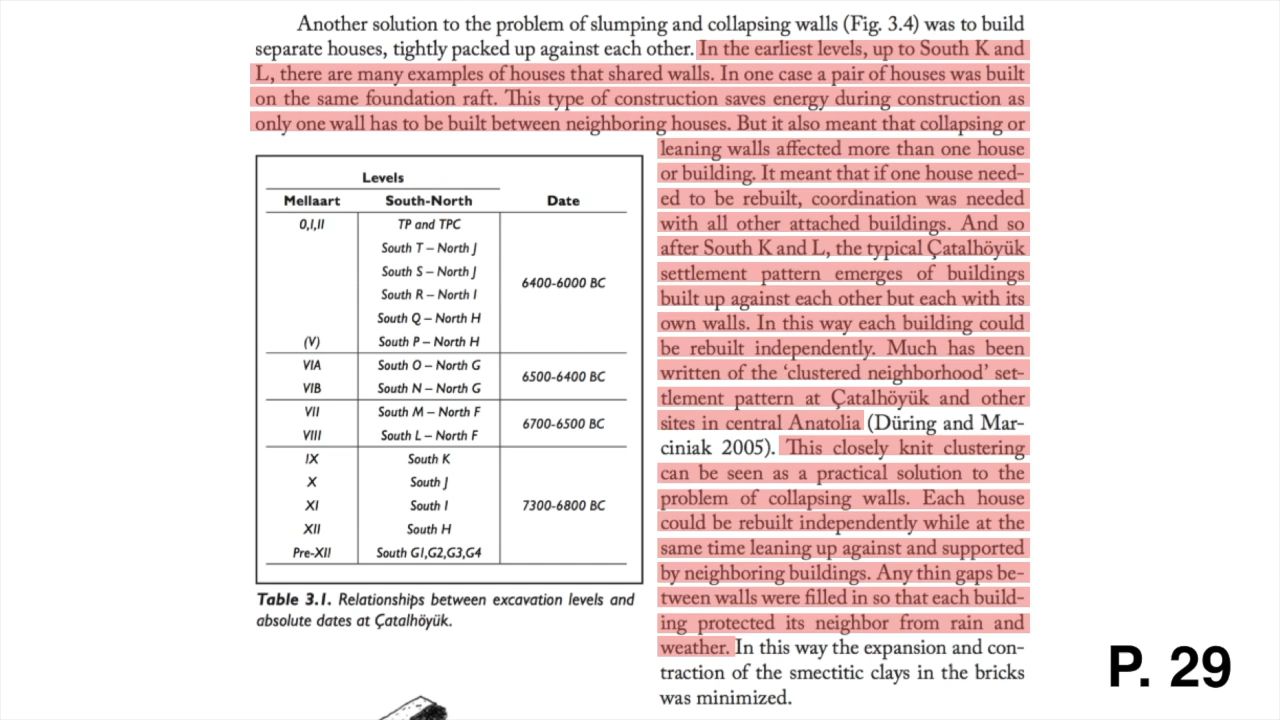 Another solution to the problem of slumping and collapsing walls (Fig. 3.4) was to build
separate houses, tightly packed up against each other. In the earliest levels, up to South K and
L, there are many examples of houses that shared walls. In one case a pair of houses was built
on the same foundation raft. This type of construction saves energy during construction as
only one wall has to be built between neighboring houses. But it also meant that collapsing or
leaning walls affected more than one house
or building. It meant that if one house need-
ed to be rebuilt, coordination was needed
with all other attached buildings. And so
after South K and L, the typical Çatalhöyük
settlement pattern emerges of buildings
built up against each other but each with its
own walls. In this way each building could
be rebuilt independently. Much has been
written of the ‘clustered neighborhood’ set-
tlement pattern at Çatalhöyük and other
sites in central Anatolia (Düring and Mar-
ciniak 2005). This closely knit clustering
can be seen as a practical solution to the
problem of collapsing walls. Each house
could be rebuilt independently while at the
same time leaning up against and supported
by neighboring buildings. Any thin gaps be-
tween walls were filled in so that each build-
ing protected its neighbor from rain and
weather. In this way the expansion and con-
traction of the smectitic clays in the bricks
was minimized.
Levels
Mellaart South-North Date
0,I,II TP and TPC
South T – North J
South S – North J
6400-6000 BC
South R – North I
South Q – North H
(V) South P – North H
VIA South O – North G
6500-6400 BC
VIB South N – North G
VII South M – North F
6700-6500 BC
VIII South L – North F
IX South K
X South J
XI South I 7300-6800 BC
XII South H
Pre-XII South G1,G2,G3,G4
Table 3.1. Relationships between excavation levels and
absolute dates at Çatalhöyük.
P. 29